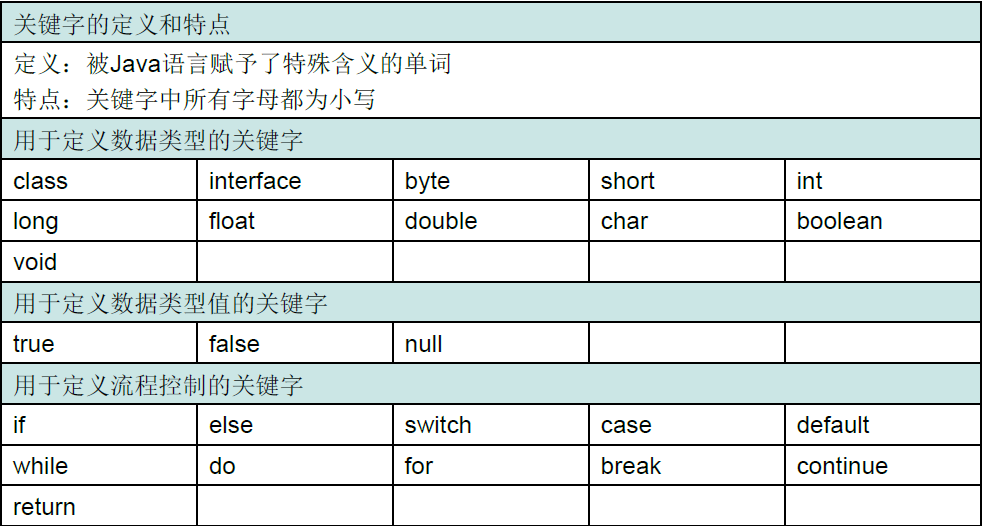 关键字的定义和特点
定义：被Java语言赋予了特殊含义的单词
特点：关键字中所有字母都为小写
用于定义数据类型的关键字
class interface byte short int
long float double char boolean
void
用于定义数据类型值的关键字
true false null
用于定义流程控制的关键字
if else switch case default
while do for break continue
return